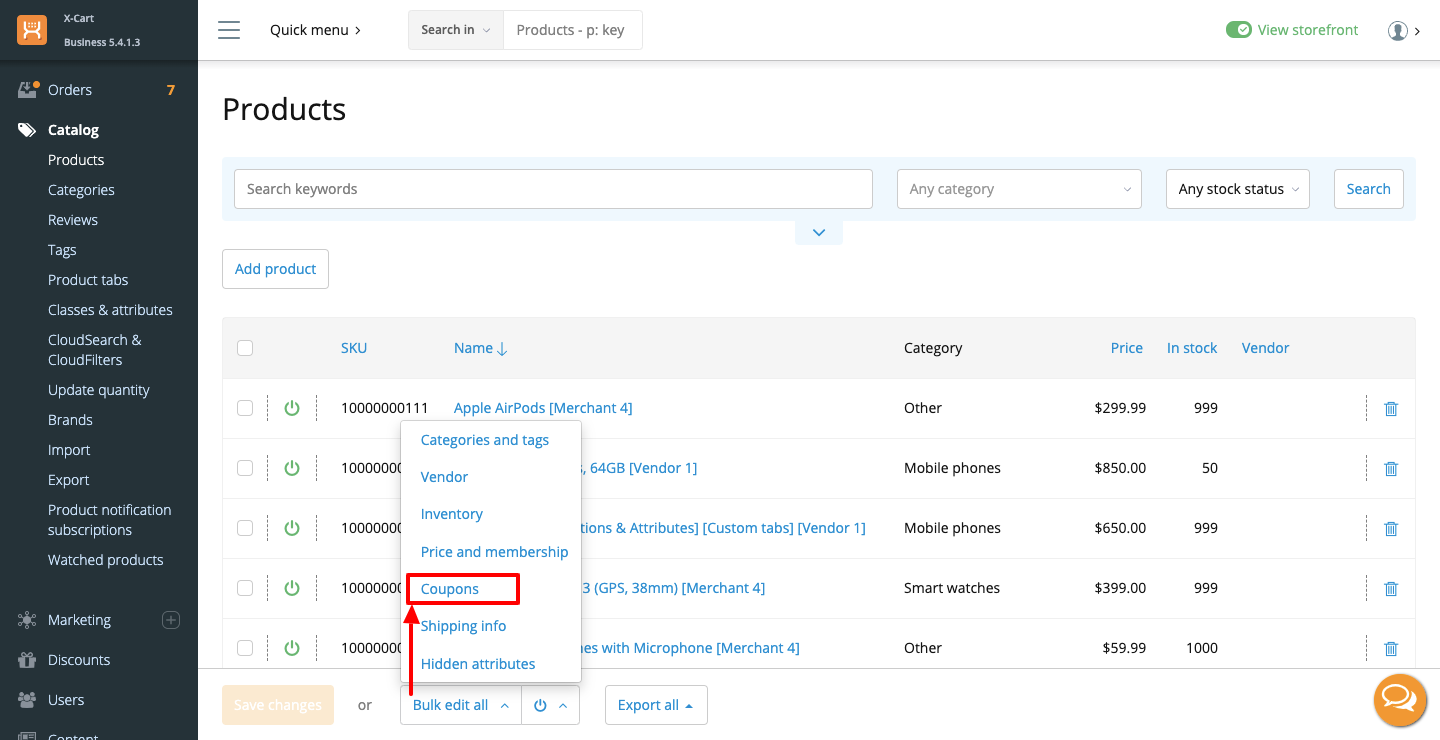 X-Cart
Business 5.4.1.3
Quick menu
Search in
Products - p: key
View storefront
Orders 7
Catalog
Products
Categories
Reviews
Tags
Product tabs
Classes & attributes
CloudSearch &
CloudFilters
Update quantity
Brands
Import
Export
Product notification
subscriptions
Watched products
Marketing
Discounts
Users
Content
Products
Search keywords
Any category
Any stock status
Search
Add product
SKU Name Category Price In stock Vendor
10000000111 Apple AirPods [Merchant 4] Other $299.99 999
1000000 , 64GB [Vendor 1] Mobile phones $850.00 50
1000000 tions & Attributes] [Custom tabs] [Vendor 1] Mobile phones $650.00 999
1000000 3 (GPS, 38mm) [Merchant 4] Smart watches $399.00 999
1000000 es with Microphone [Merchant 4] Other $59.99 1000
Categories and tags
Vendor
Inventory
Price and membership
Coupons
Shipping info
Hidden attributes
Save changes or Bulk edit all Export all